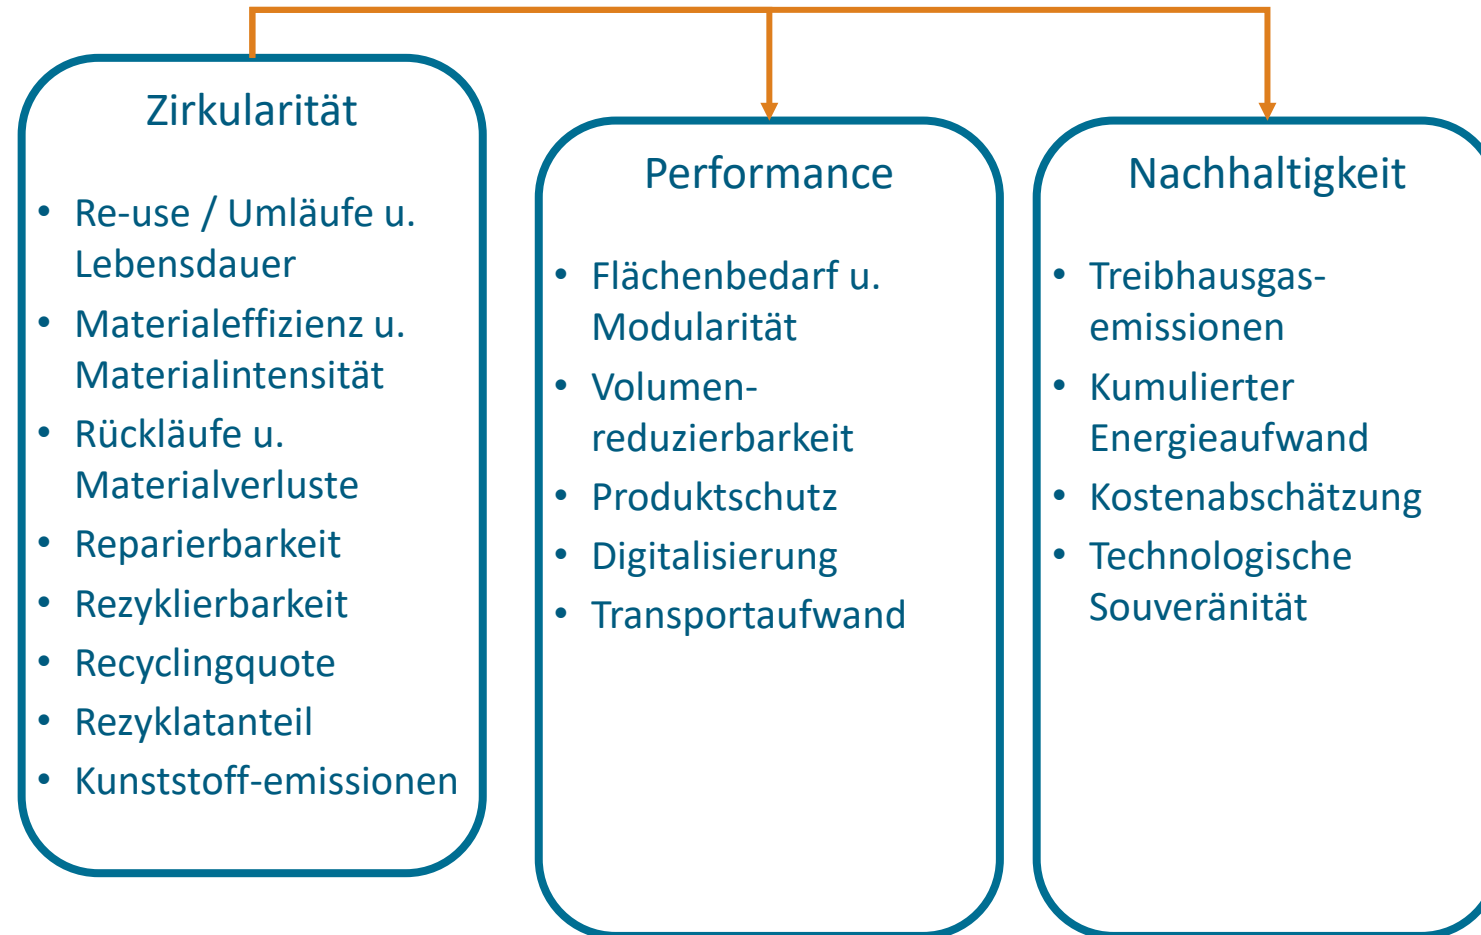 Zirkularität
• Re-use / Umläufe u.
Lebensdauer
• Materialeffizienz u.
Materialintensität
• Rückläufe u.
Materialverluste
• Reparierbarkeit
• Rezyklierbarkeit
• Recyclingquote
• Rezyklatanteil
• Kunststoff-emissionen
Performance
• Flächenbedarf u.
Modularität
• Volumen-
reduzierbarkeit
• Produktschutz
• Digitalisierung
• Transportaufwand
Nachhaltigkeit
• Treibhausgas-
emissionen
• Kumulierter
Energieaufwand
• Kostenabschätzung
• Technologische
Souveränität